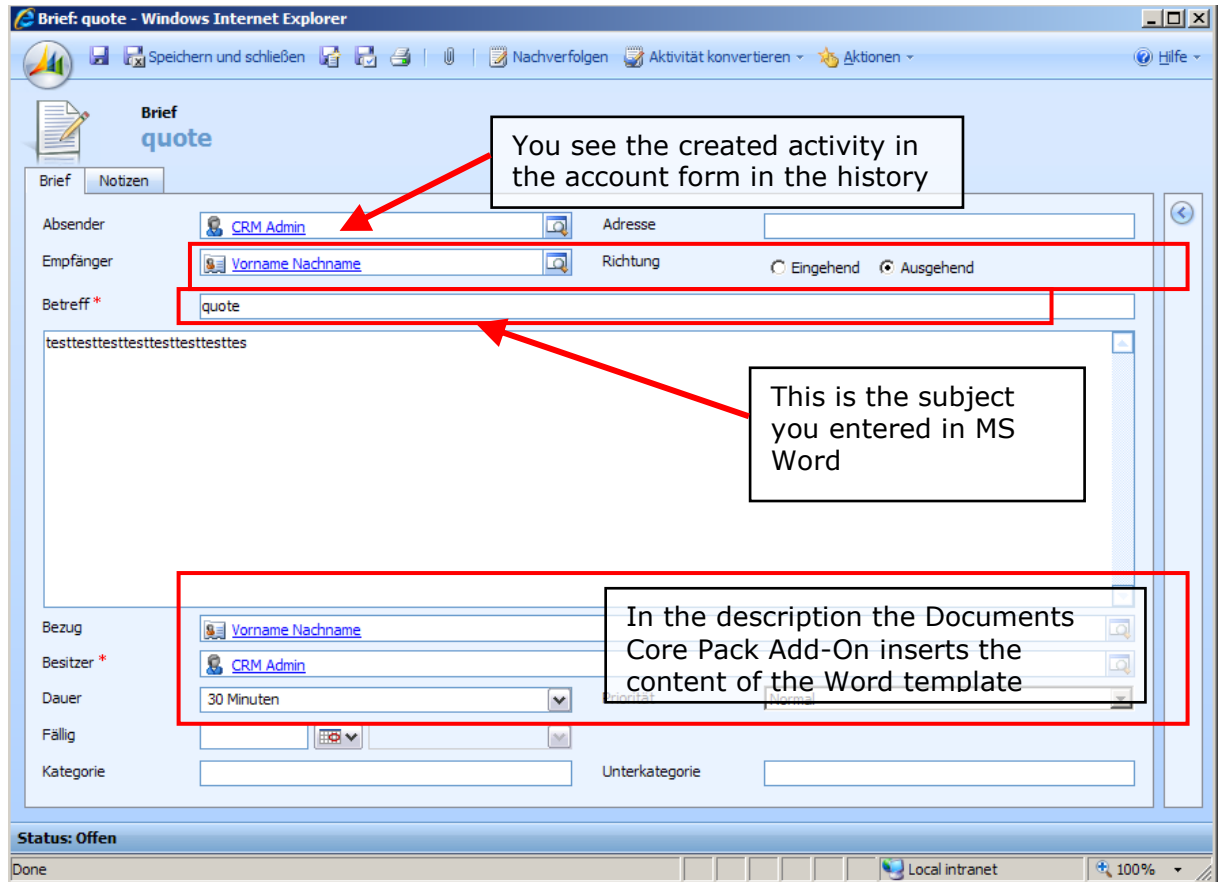 Brief: quote - Windows Internet Explorer
Speichern und schließen Nachverfolgen Aktivität konvertieren Aktionen Hilfe
Brief
quote
You see the created activity in
the account form in the history
Brief Notizen
Absender CRM Admin Adresse
Empfänger Vorname Nachname Richtung Eingehend Ausgehend
Betreff * quote
testtesttesttesttesttesttesttes
This is the subject
you entered in MS
Word
In the description the Documents
Core Pack Add-On inserts the
content of the Word template
Bezug Vorname Nachname
Besitzer * CRM Admin
Dauer 30 Minuten Priorität Normal
Fällig
Kategorie Unterkategorie
Status: Offen
Done Local intranet 100%